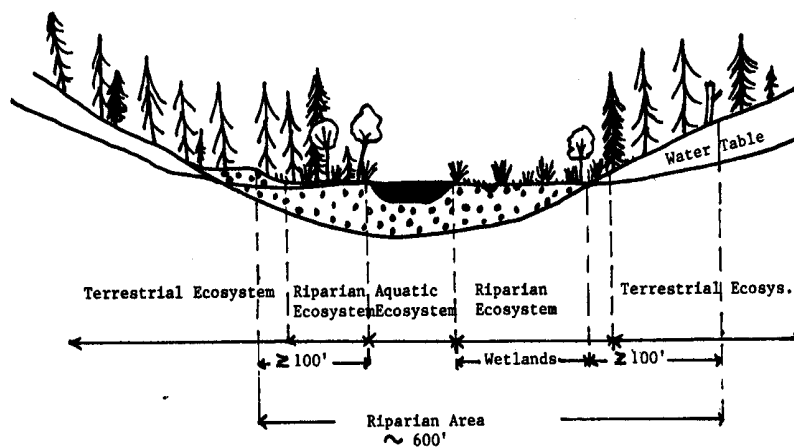 Water Table
Terrestrial Ecosystem
Riparian
Ecosystem
Aquatic
Ecosystem
Riparian
Ecosystem
Terrestrial Ecosys.
≥ 100'
Wetlands
≥ 100'
Riparian Area
~ 600'